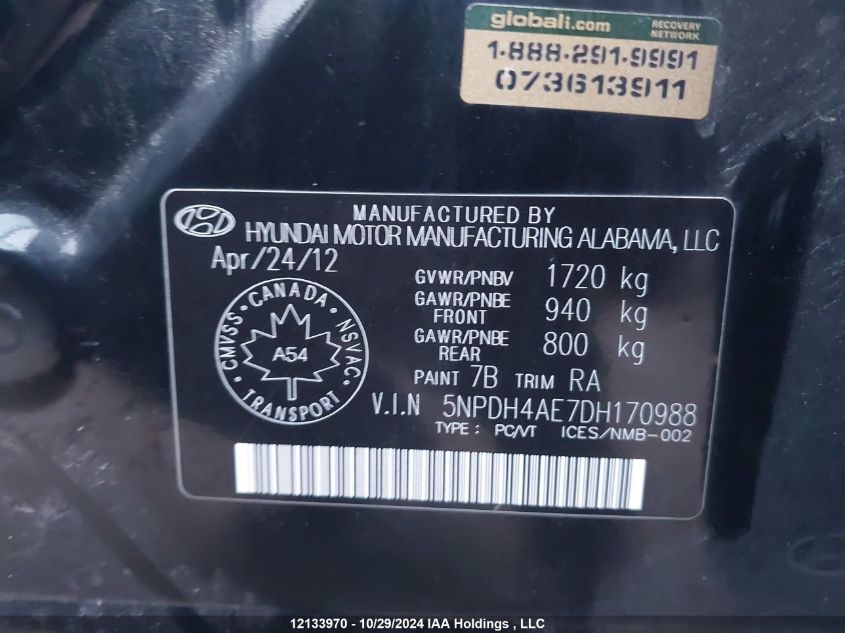 globali.com RECOVERY NETWORK
1·888·291·9991
073613911
MANUFACTURED BY
HYUNDAI MOTOR MANUFACTURING ALABAMA, LLC
Apr/24/12
GVWR/PNBV 1720 kg
GAWR/PNBE FRONT 940 kg
GAWR/PNBE REAR 800 kg
PAINT 7B TRIM RA
CANADA · NSVAC · TRANSPORT · CMVSS
A54
V.I.N 5NPDH4AE7DH170988
TYPE : PC/VT ICES/NMB-002
12133970 - 10/29/2024 IAA Holdings , LLC